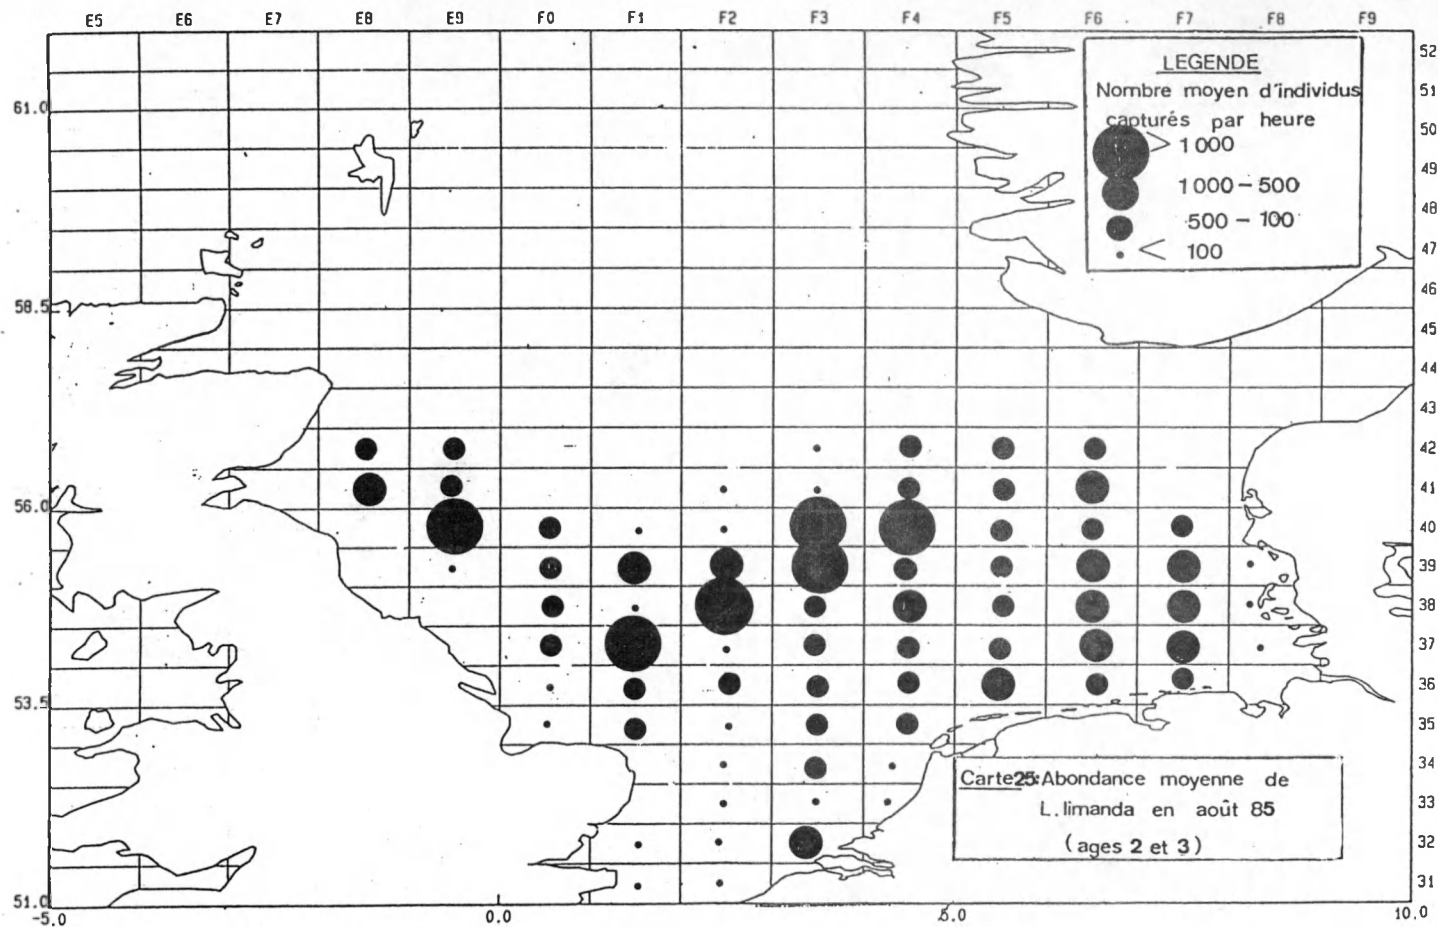 E5 E6 E7 E8 E9 F0 F1 F2 F3 F4 F5 F6 F7 F8 F9
52
51
50
49
48
47
46
45
44
43
42
41
40
39
38
37
36
35
34
33
32
31
61.0
58.5
56.0
53.5
51.0
-5.0 0.0 5.0 10.0
LEGENDE
Nombre moyen d'individus
capturés par heure
> 1000
1000 - 500
500 - 100
< 100
Carte 25: Abondance moyenne de
L. limanda en août 85
(ages 2 et 3)